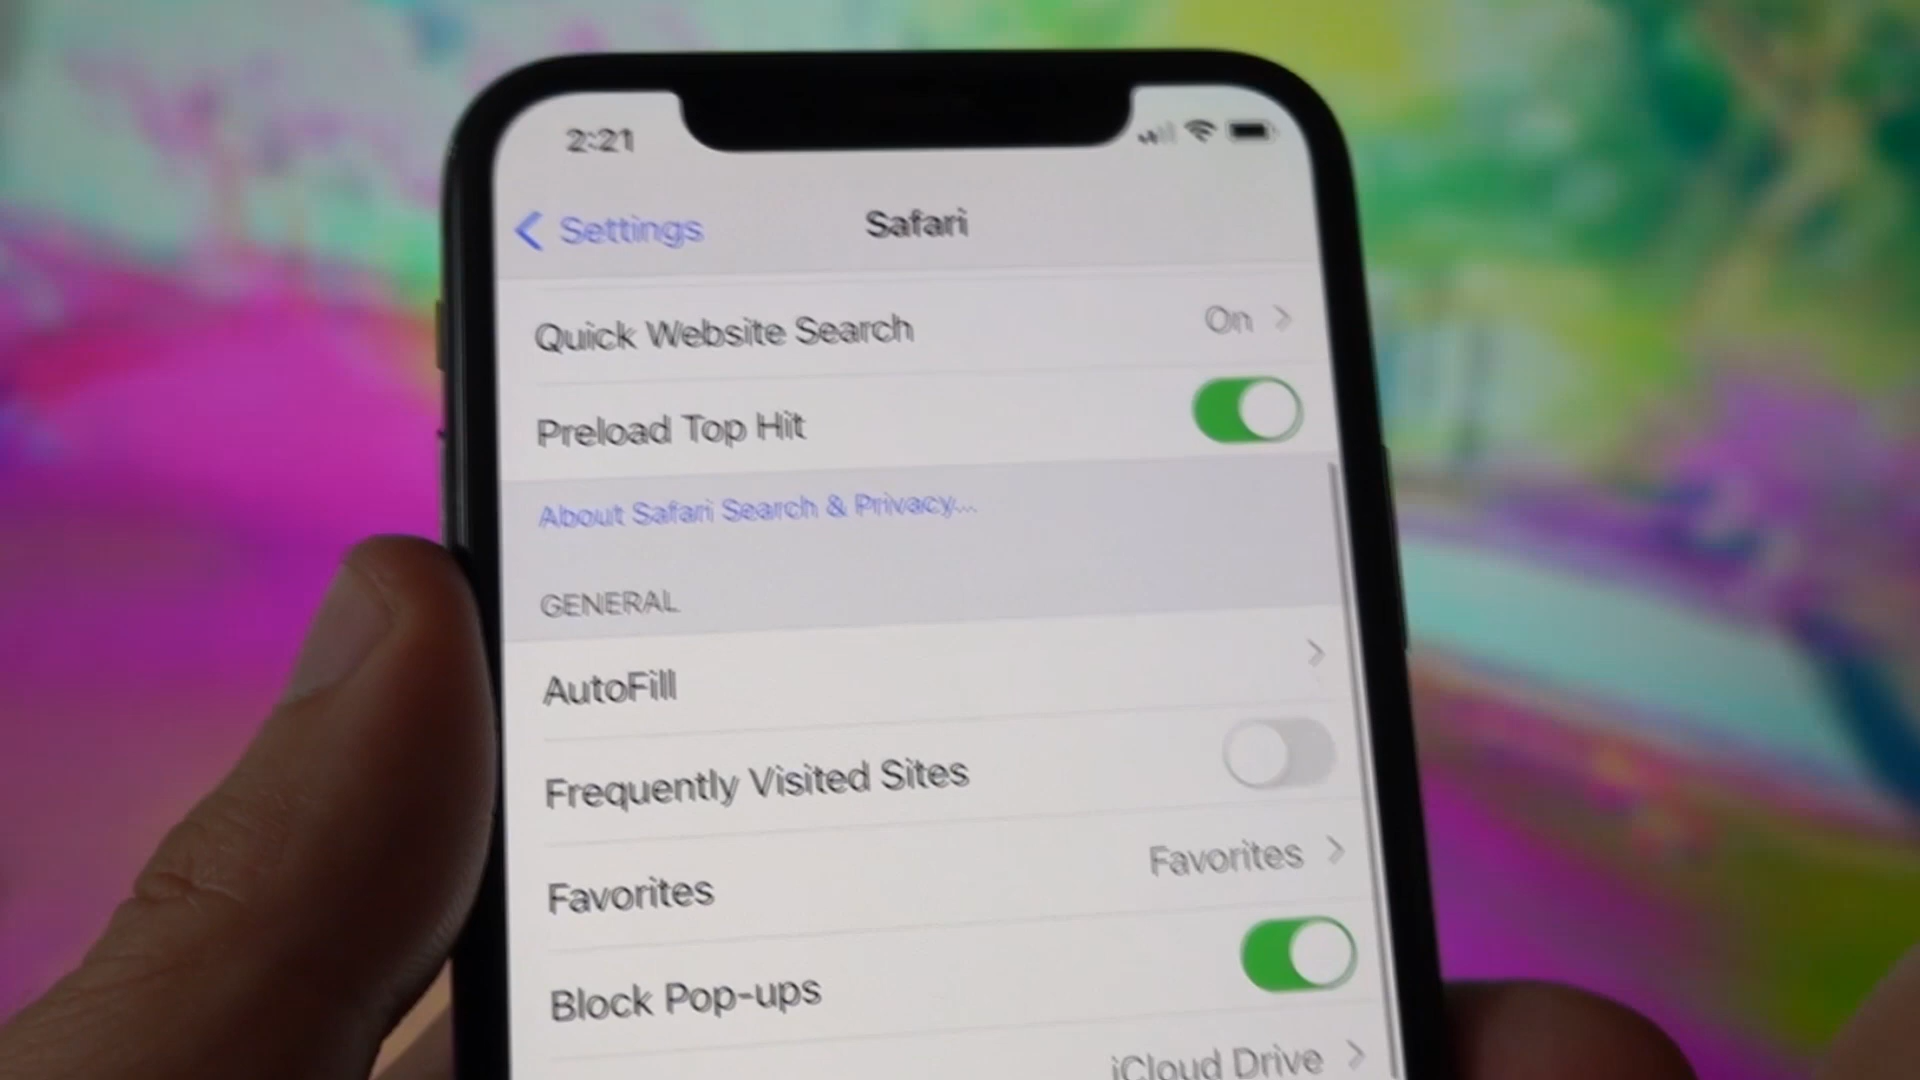 2:21
Settings
Safari
Quick Website Search On
Preload Top Hit
About Safari Search & Privacy...
GENERAL
AutoFill
Frequently Visited Sites
Favorites Favorites
Block Pop-ups
iCloud Drive